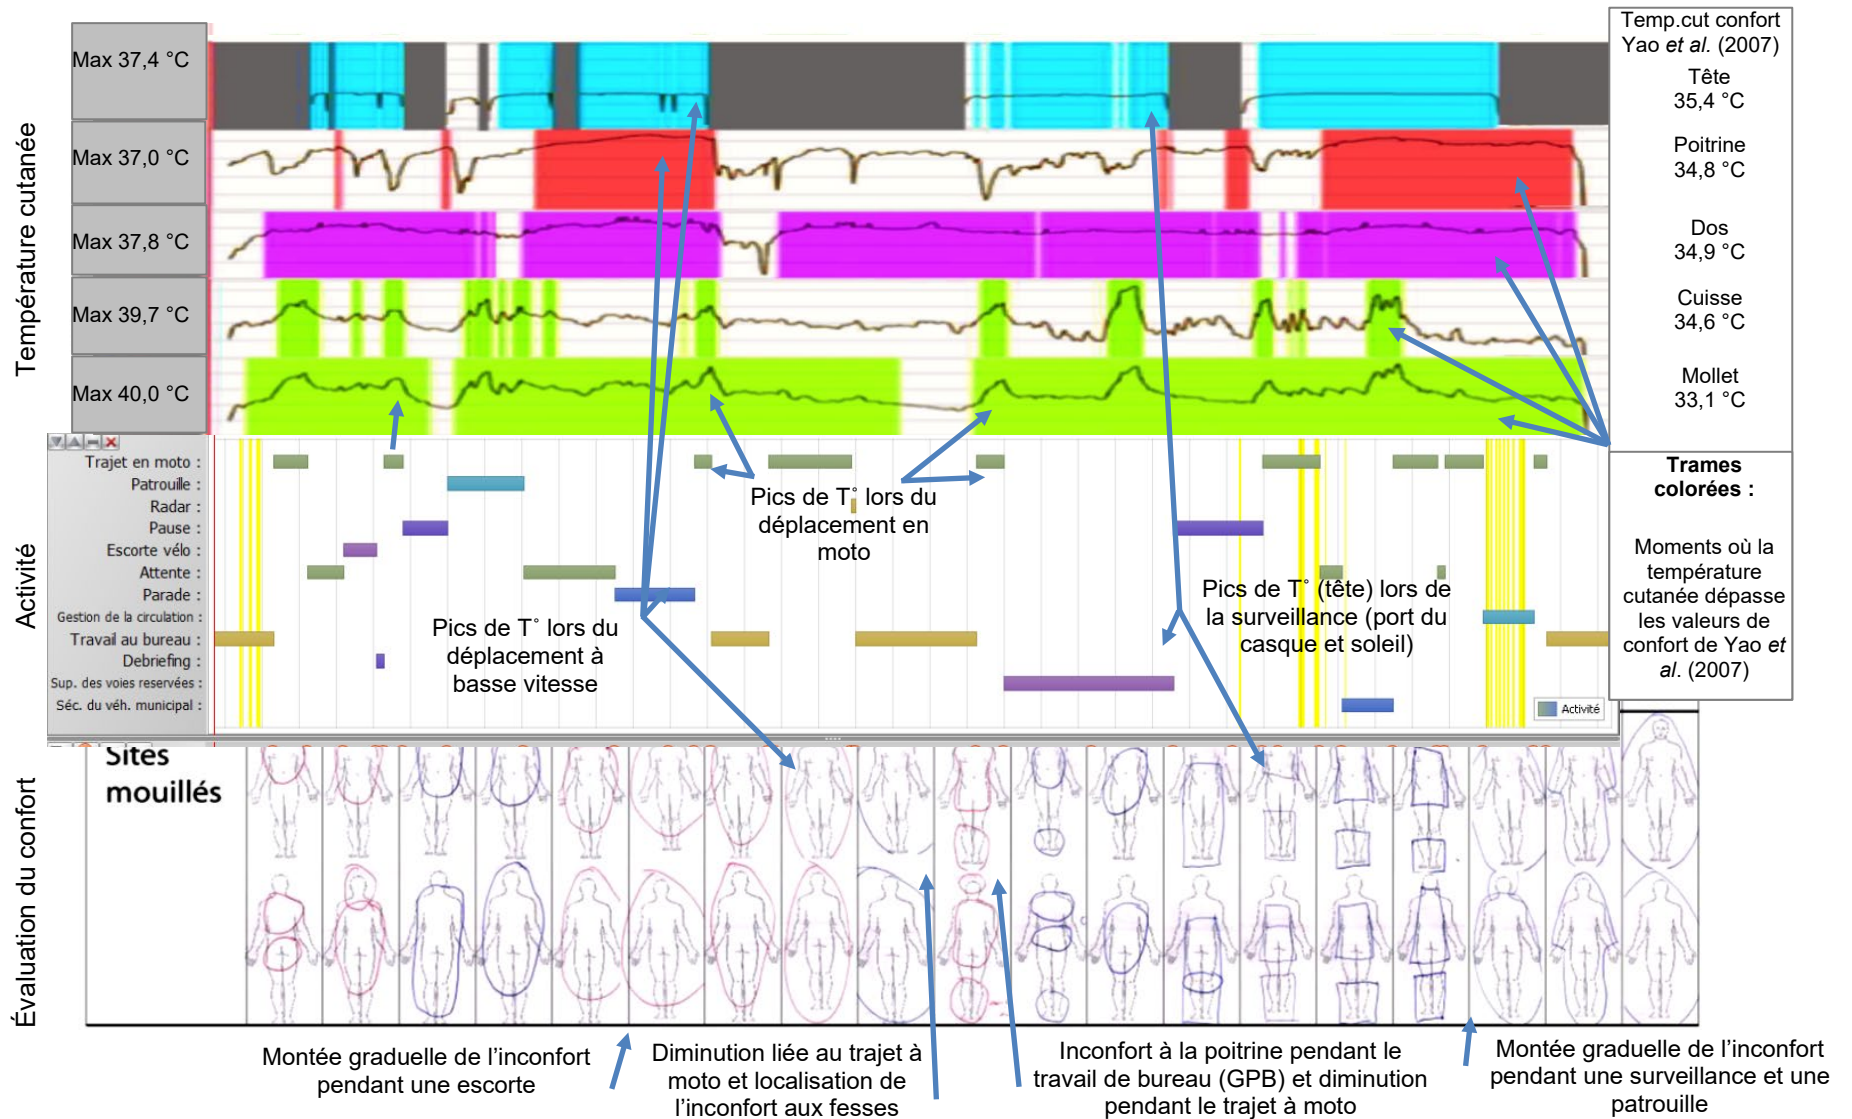 Température cutanée
Max 37,4 °C
Max 37,0 °C
Max 37,8 °C
Max 39,7 °C
Max 40,0 °C
Temp.cut confort
Yao et al. (2007)
Tête
35,4 °C
Poitrine
34,8 °C
Dos
34,9 °C
Cuisse
34,6 °C
Mollet
33,1 °C
Activité
Trajet en moto :
Patrouille :
Radar :
Pause :
Escorte vélo :
Attente :
Parade :
Gestion de la circulation :
Travail au bureau :
Debriefing :
Sup. des voies reservées :
Séc. du véh. municipal :
Pics de T° lors du
déplacement à
basse vitesse
Pics de T° lors du
déplacement en
moto
Pics de T° (tête) lors de
la surveillance (port du
casque et soleil)
Activité
Trames
colorées :
Moments où la
température
cutanée dépasse
les valeurs de
confort de Yao et
al. (2007)
Évaluation du confort
Sites
mouillés
Montée graduelle de l'inconfort
pendant une escorte
Diminution liée au trajet à
moto et localisation de
l'inconfort aux fesses
Inconfort à la poitrine pendant le
travail de bureau (GPB) et diminution
pendant le trajet à moto
Montée graduelle de l'inconfort
pendant une surveillance et une
patrouille